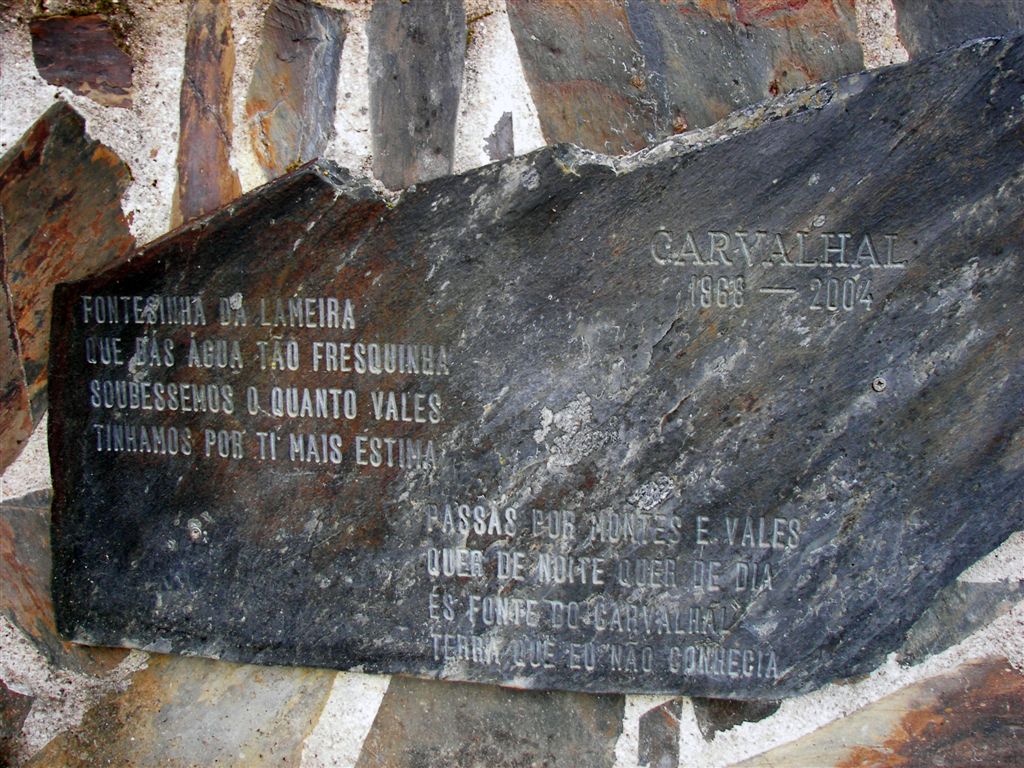 CARVALHAL
1968 — 2004
FONTESINHA DA LAMEIRA
QUE DÁS ÁGUA TÃO FRESQUINHA
SOUBESSEMOS O QUANTO VALES
TINHAMOS POR TI MAIS ESTIMA
PASSAS POR MONTES E VALES
QUER DE NOITE QUER DE DIA
ÉS FONTE DO CARVALHAL
TERRA QUE EU NÃO CONHECIA